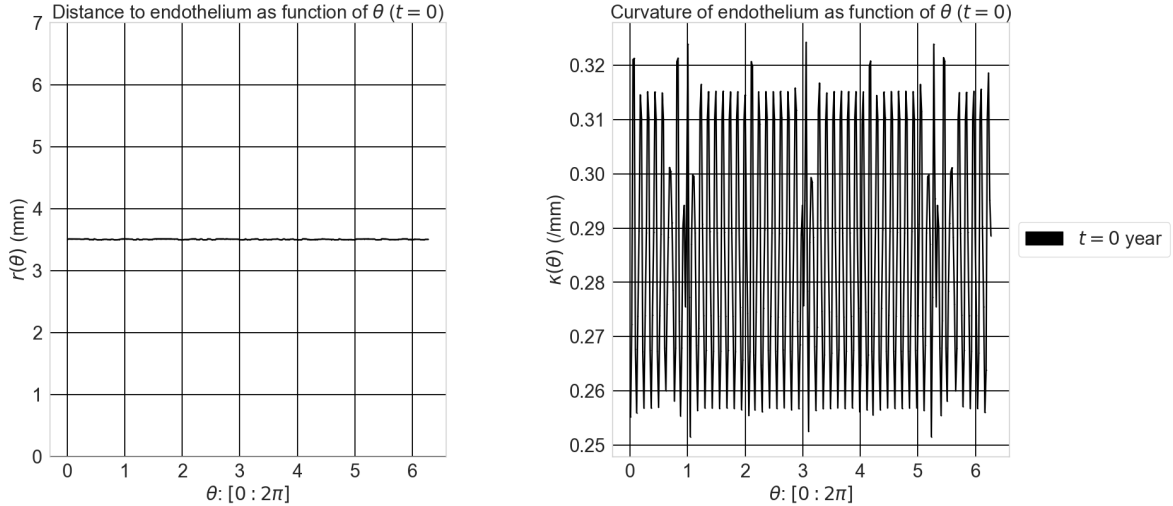 Distance to endothelium as function of θ (t = 0)
7
6
5
4
3
2
1
0
r(θ) (mm)
0 1 2 3 4 5 6
θ: [0 : 2π]
Curvature of endothelium as function of θ (t = 0)
0.32
0.31
0.30
0.29
0.28
0.27
0.26
0.25
κ(θ) (/mm)
0 1 2 3 4 5 6
θ: [0 : 2π]
t = 0 year